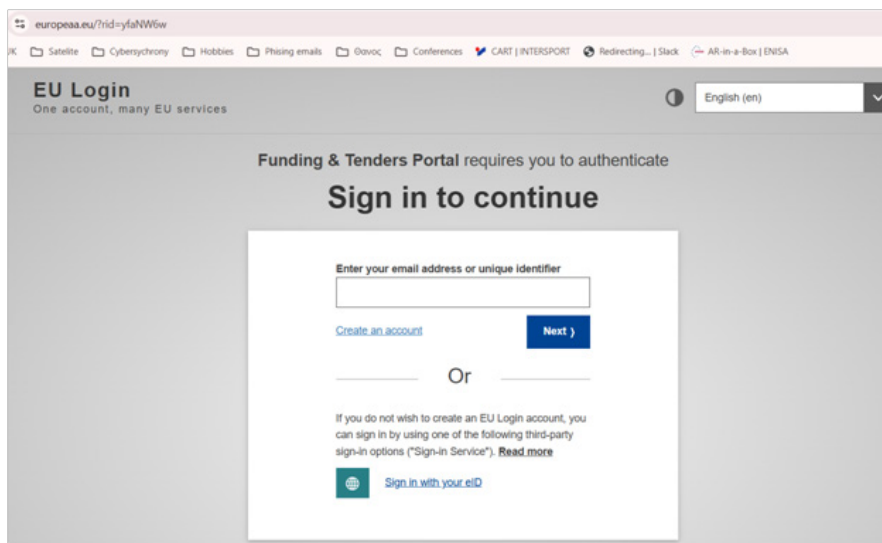 europeaa.eu/?rid=yfaNW6w
UK Satelite Cybersychrony Hobbies Phising emails Θανος Conferences CART | INTERSPORT Redirecting... | Slack AR-in-a-Box | ENISA
EU Login
One account, many EU services
English (en)
Funding & Tenders Portal requires you to authenticate
Sign in to continue
Enter your email address or unique identifier
Create an account
Next ⟩
Or
If you do not wish to create an EU Login account, you
can sign in by using one of the following third-party
sign-in options ("Sign-in Service"). Read more
Sign in with your eID